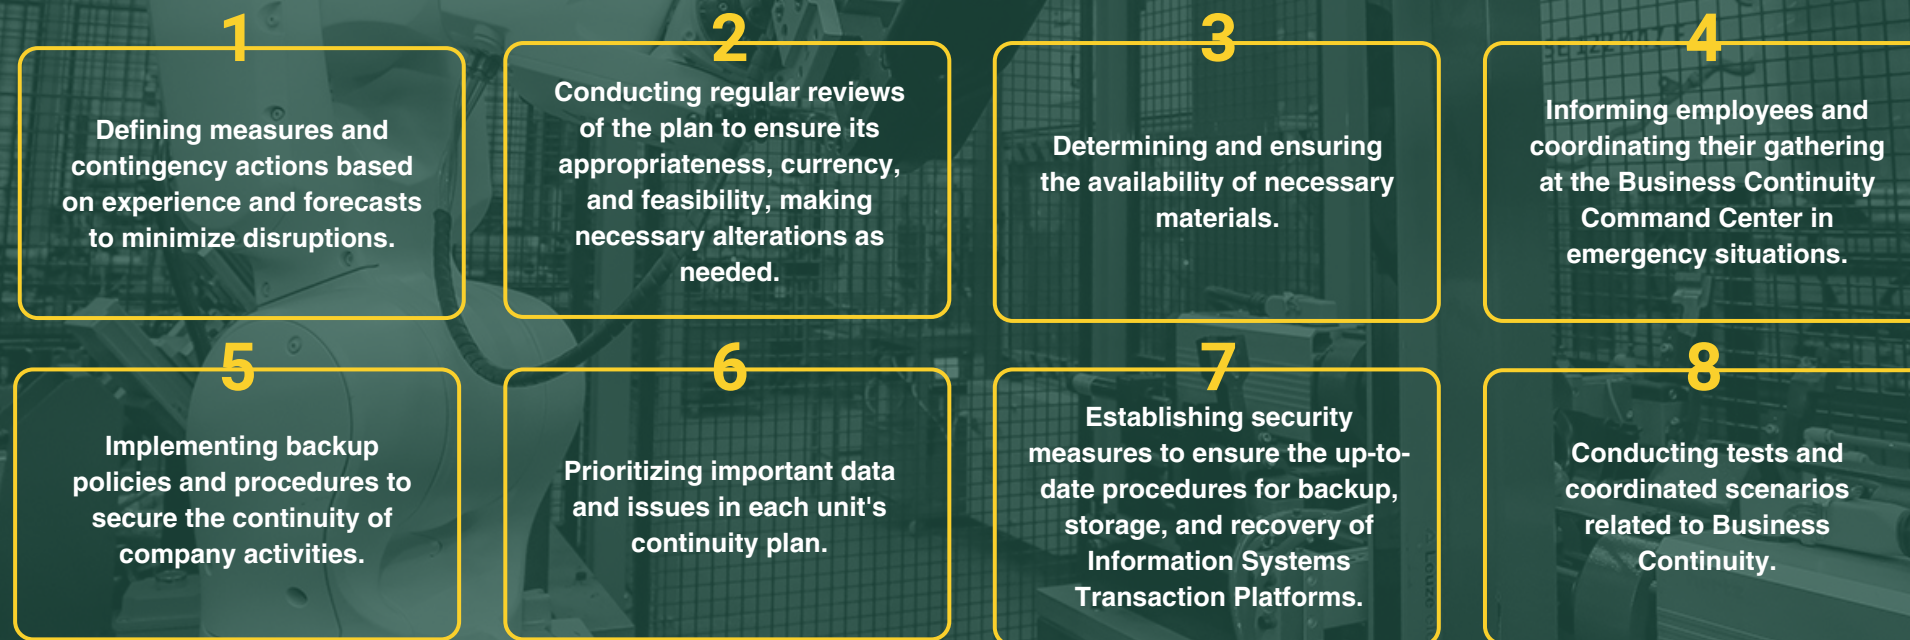 1
Defining measures and
contingency actions based
on experience and forecasts
to minimize disruptions.
2
Conducting regular reviews
of the plan to ensure its
appropriateness, currency,
and feasibility, making
necessary alterations as
needed.
3
Determining and ensuring
the availability of necessary
materials.
4
Informing employees and
coordinating their gathering
at the Business Continuity
Command Center in
emergency situations.
5
Implementing backup
policies and procedures to
secure the continuity of
company activities.
6
Prioritizing important data
and issues in each unit's
continuity plan.
7
Establishing security
measures to ensure the up-to-
date procedures for backup,
storage, and recovery of
Information Systems
Transaction Platforms.
8
Conducting tests and
coordinated scenarios
related to Business
Continuity.